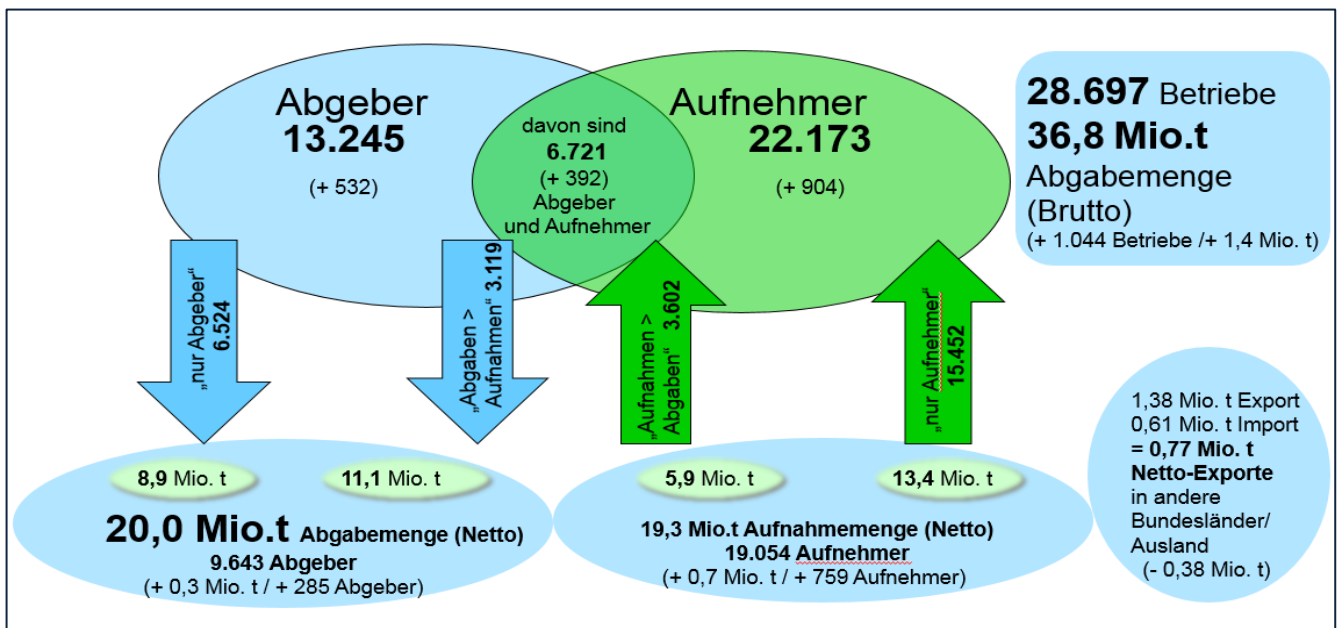 Abgeber
13.245
(+ 532)
davon sind
6.721
(+ 392)
Abgeber
und Aufnehmer
Aufnehmer
22.173
(+ 904)
28.697 Betriebe
36,8 Mio.t
Abgabemenge
(Brutto)
(+ 1.044 Betriebe /+ 1,4 Mio. t)
„nur Abgeber“
6.524
„Abgaben >
Aufnahmen“ 3.119
„Aufnahmen >
Abgaben“ 3.602
„nur Aufnehmer“
15.452
8,9 Mio. t
11,1 Mio. t
20,0 Mio.t Abgabemenge (Netto)
9.643 Abgeber
(+ 0,3 Mio. t / + 285 Abgeber)
5,9 Mio. t
13,4 Mio. t
19,3 Mio.t Aufnahmemenge (Netto)
19.054 Aufnehmer
(+ 0,7 Mio. t / + 759 Aufnehmer)
1,38 Mio. t Export
0,61 Mio. t Import
= 0,77 Mio. t
Netto-Exporte
in andere
Bundesländer/
Ausland
(- 0,38 Mio. t)